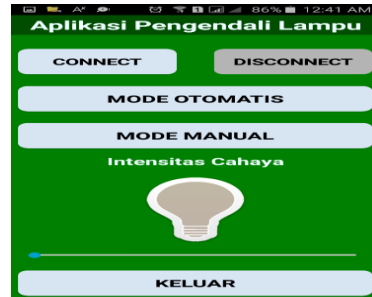 86% 12:41 AM
Aplikasi Pengendali Lampu
CONNECT DISCONNECT
MODE OTOMATIS
MODE MANUAL
Intensitas Cahaya
KELUAR